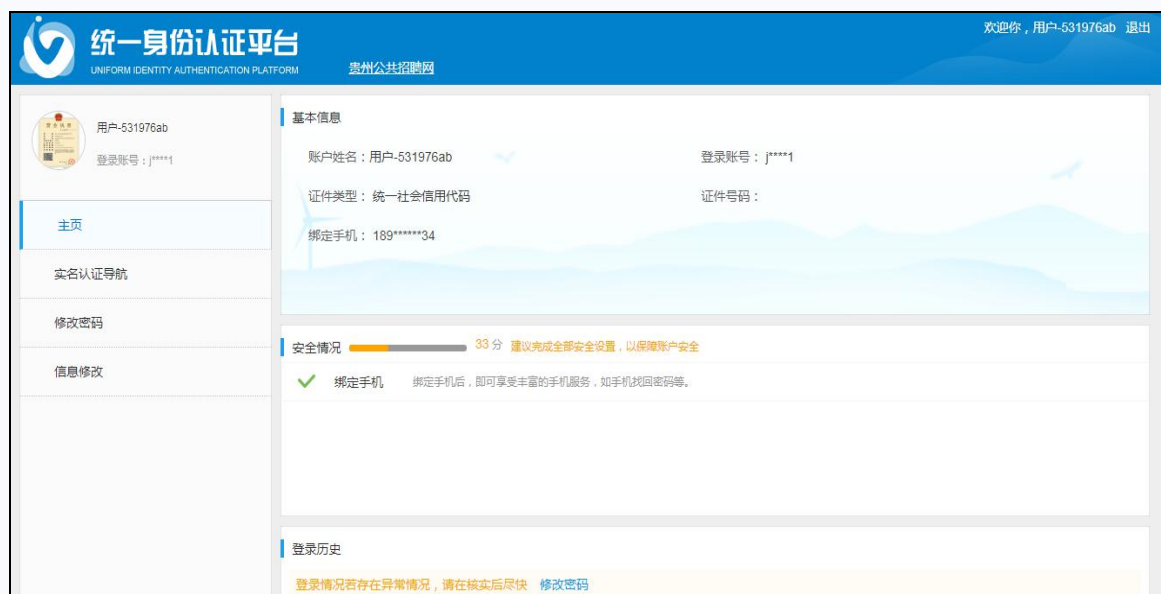 统一身份认证平台
UNIFORM IDENTITY AUTHENTICATION PLATFORM
贵州公共招聘网
欢迎你，用户-531976ab 退出
用户-531976ab
登录账号：j****1
主页
实名认证导航
修改密码
信息修改
基本信息
账户姓名：用户-531976ab 登录账号： j****1
证件类型： 统一社会信用代码 证件号码：
绑定手机： 189******34
安全情况 33 分 建议完成全部安全设置，以保障账户安全
绑定手机 绑定手机后，即可享受丰富的手机服务，如手机找回密码等。
登录历史
登录情况若存在异常情况，请在核实后尽快 修改密码